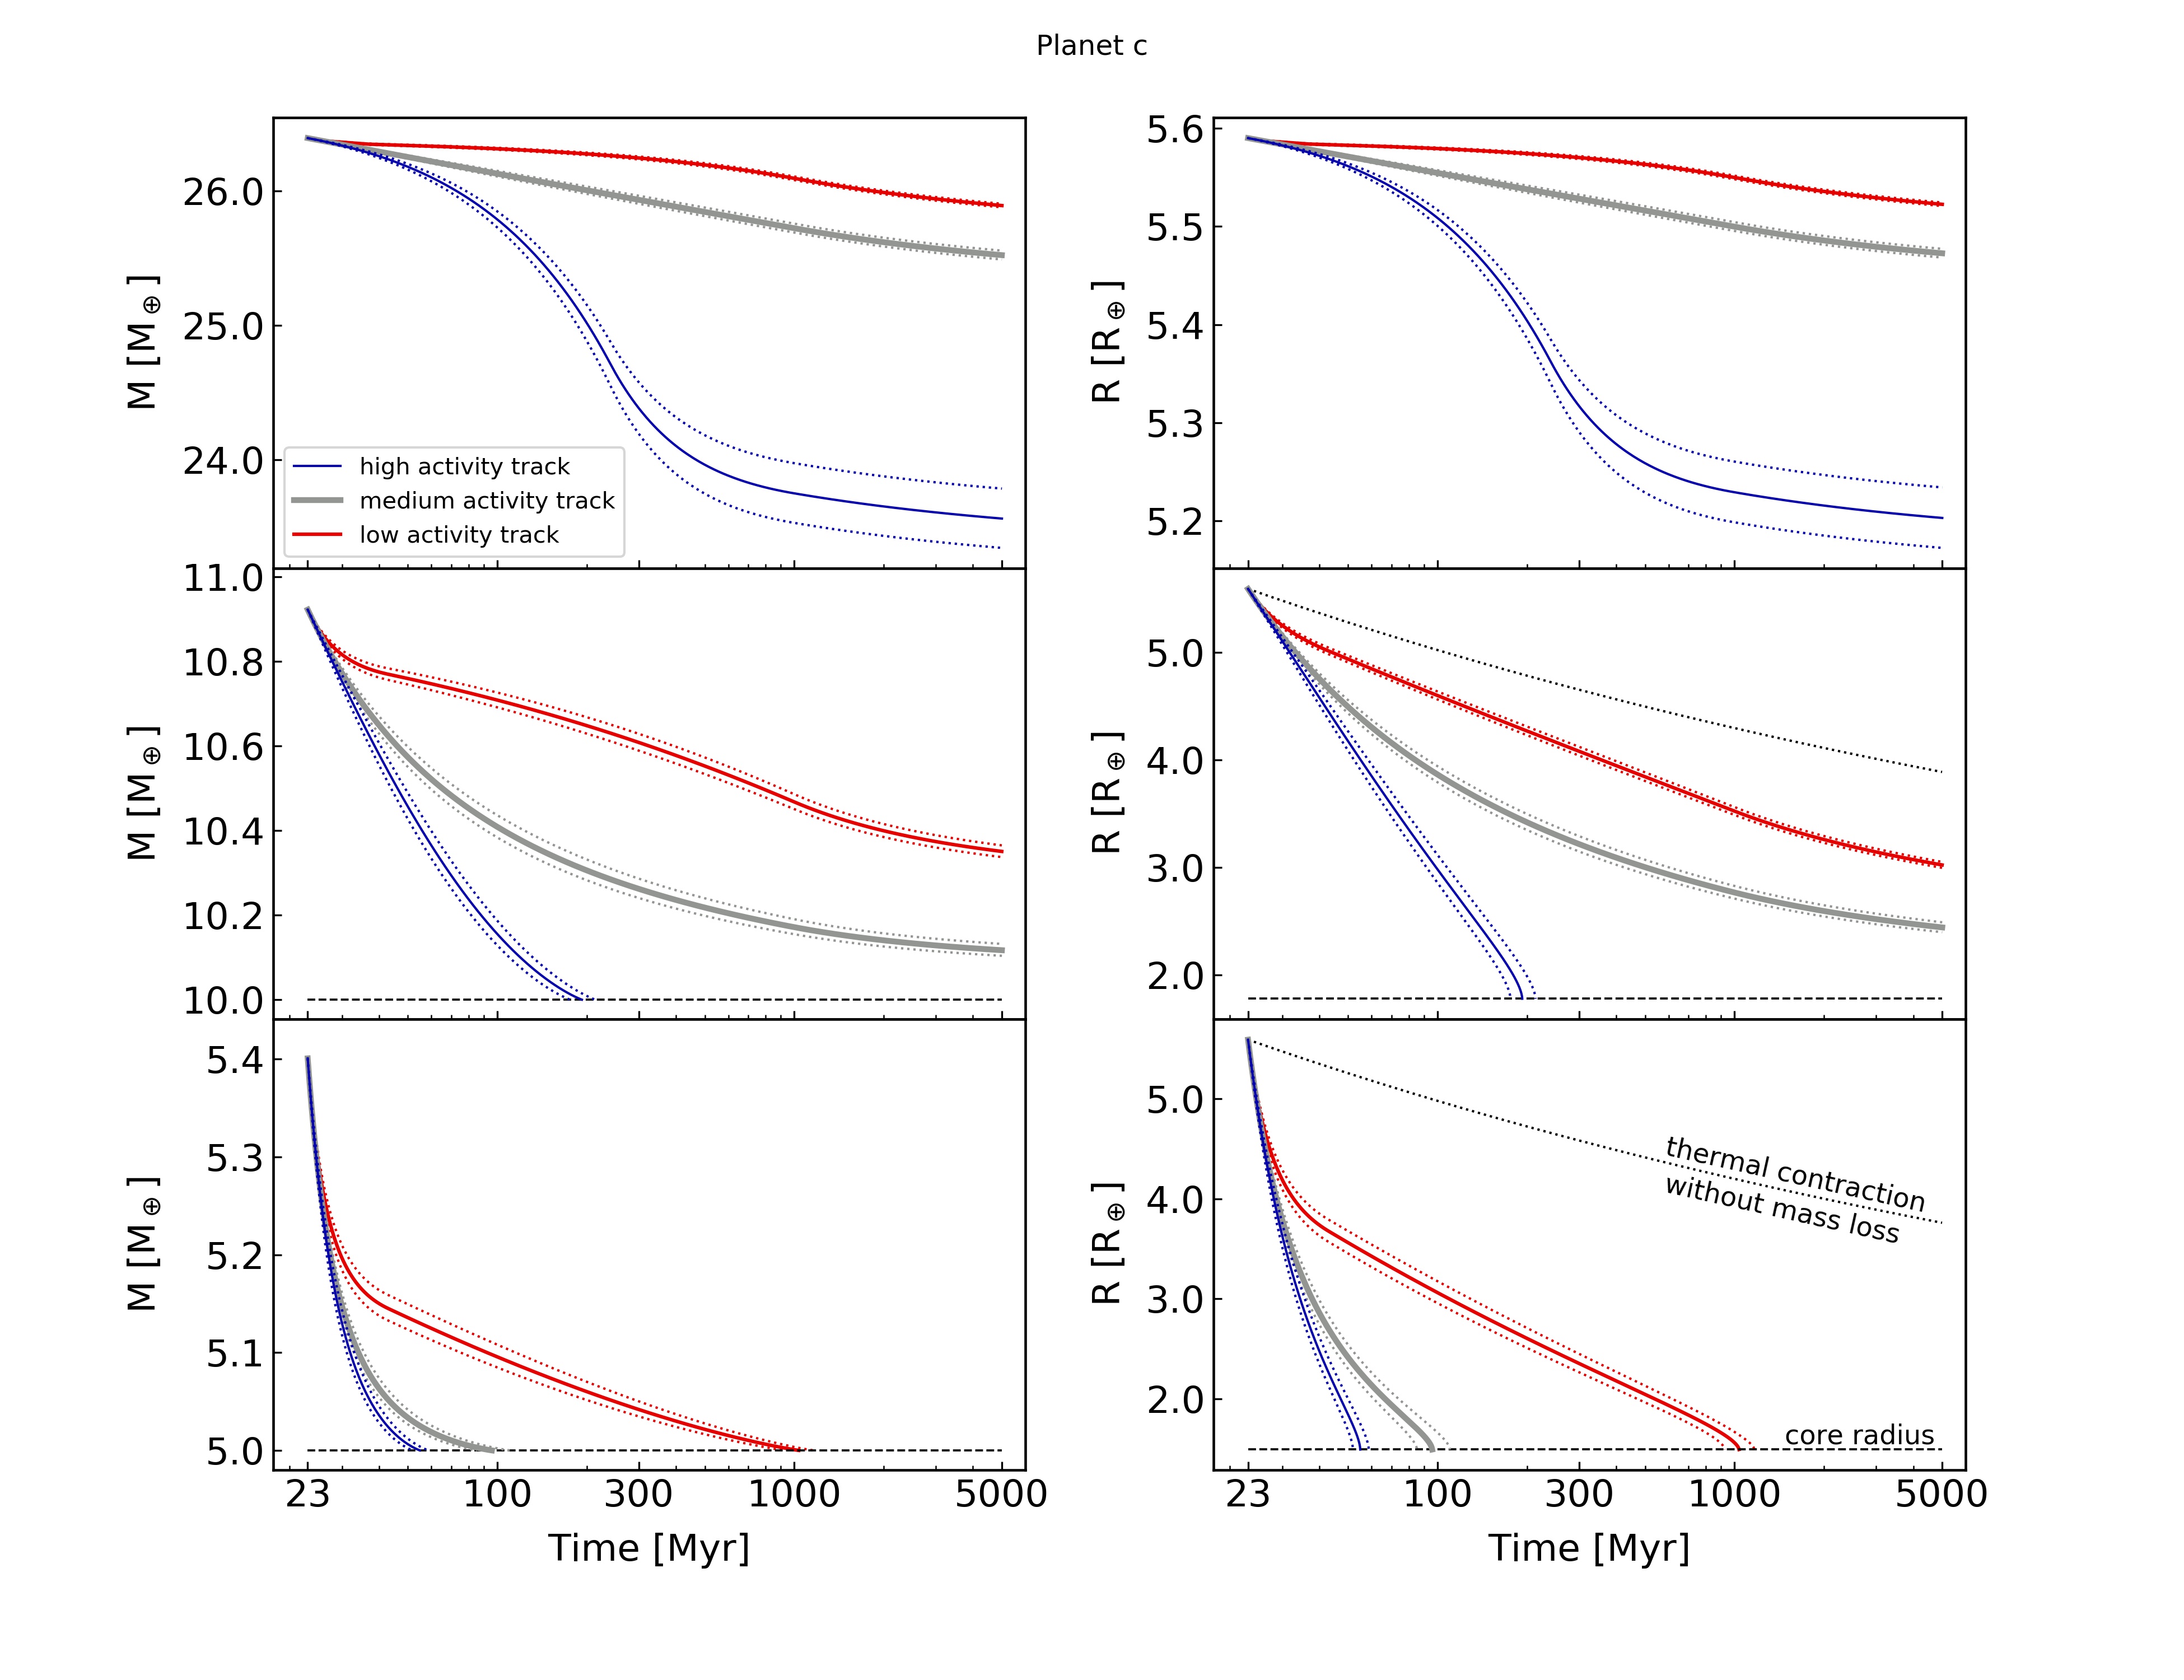 Planet c
26.0
25.0
24.0
M [M⊕]
high activity track
medium activity track
low activity track
5.6
5.5
5.4
5.3
5.2
R [R⊕]
11.0
10.8
10.6
10.4
10.2
10.0
M [M⊕]
5.0
4.0
3.0
2.0
R [R⊕]
5.4
5.3
5.2
5.1
5.0
M [M⊕]
23 100 300 1000 5000
Time [Myr]
5.0
4.0
3.0
2.0
R [R⊕]
thermal contraction
without mass loss
core radius
23 100 300 1000 5000
Time [Myr]